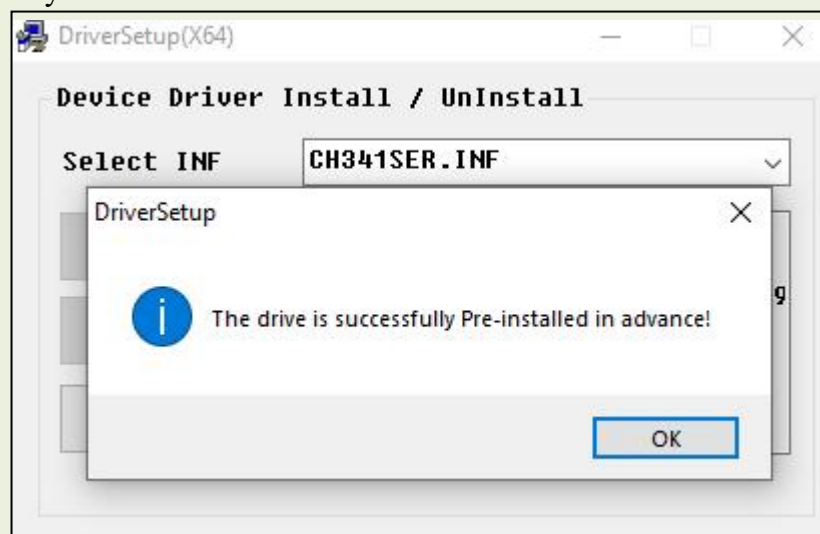 DriverSetup(X64)
Device Driver Install / UnInstall
Select INF
CH341SER.INF
DriverSetup
g
The drive is successfully Pre-installed in advance!
OK